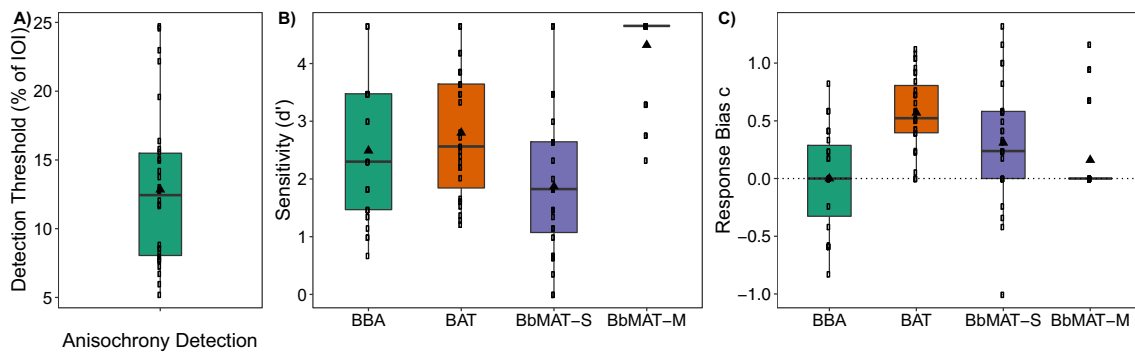 A)
Detection Threshold (% of IOI)
25
20
15
10
5
Anisochrony Detection
B)
Sensitivity (d')
4
3
2
1
0
BBA BAT BbMAT−S BbMAT−M
C)
Response Bias c
1.0
0.5
0.0
−0.5
−1.0
BBA BAT BbMAT−S BbMAT−M